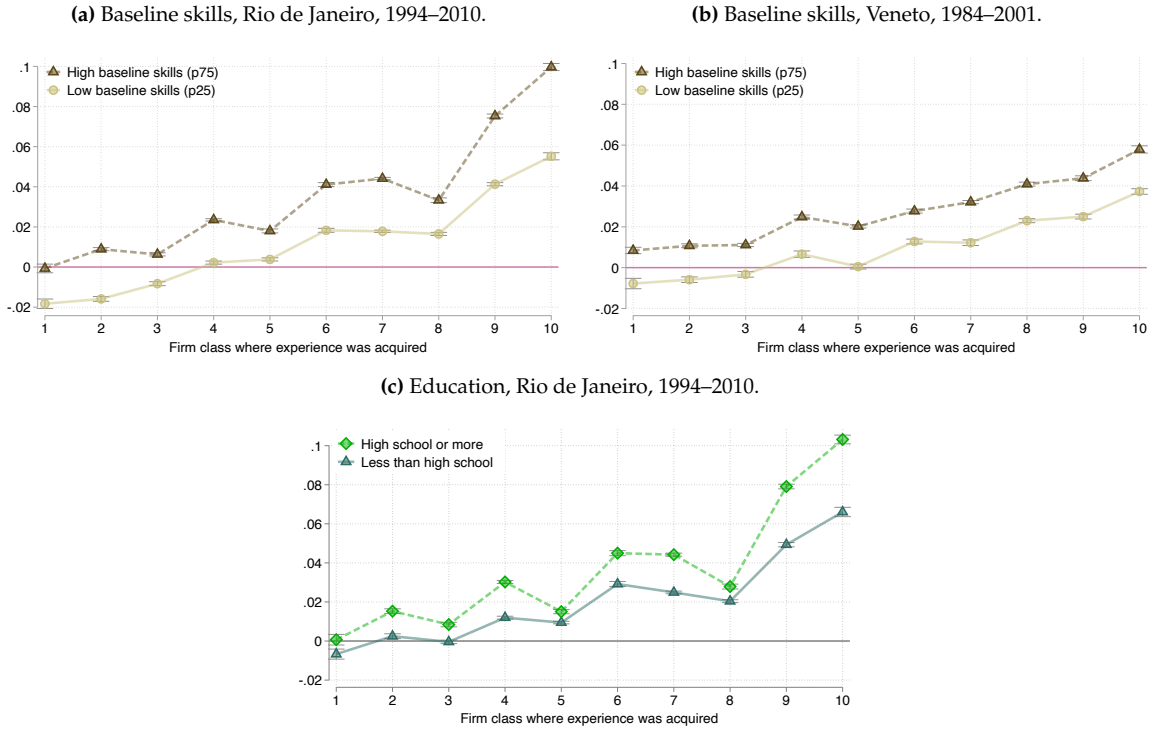 (a) Baseline skills, Rio de Janeiro, 1994–2010.
.1
.08
.06
.04
.02
0
-.02
High baseline skills (p75)
Low baseline skills (p25)
1 2 3 4 5 6 7 8 9 10
Firm class where experience was acquired
(b) Baseline skills, Veneto, 1984–2001.
.1
.08
.06
.04
.02
0
-.02
High baseline skills (p75)
Low baseline skills (p25)
1 2 3 4 5 6 7 8 9 10
Firm class where experience was acquired
(c) Education, Rio de Janeiro, 1994–2010.
.1
.08
.06
.04
.02
0
-.02
High school or more
Less than high school
1 2 3 4 5 6 7 8 9 10
Firm class where experience was acquired